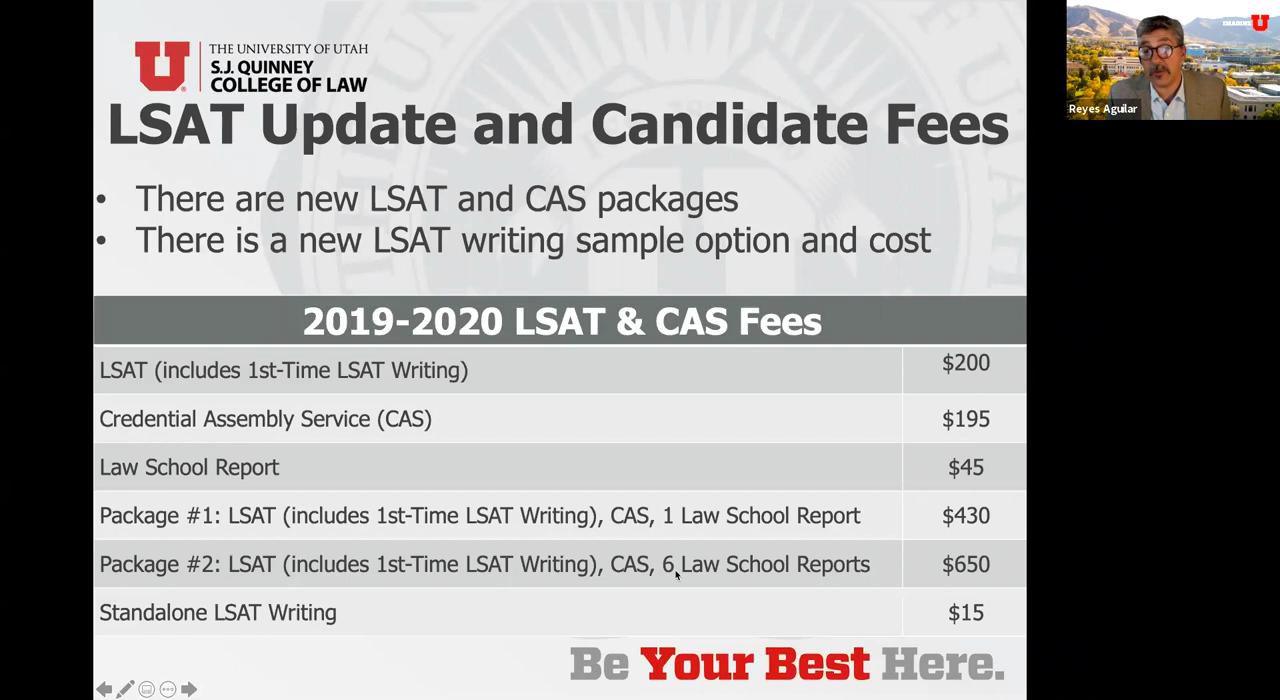 THE UNIVERSITY OF UTAH
S.J. QUINNEY
COLLEGE OF LAW
LSAT Update and Candidate Fees
• There are new LSAT and CAS packages
• There is a new LSAT writing sample option and cost
2019-2020 LSAT & CAS Fees
LSAT (includes 1st-Time LSAT Writing) $200
Credential Assembly Service (CAS) $195
Law School Report $45
Package #1: LSAT (includes 1st-Time LSAT Writing), CAS, 1 Law School Report $430
Package #2: LSAT (includes 1st-Time LSAT Writing), CAS, 6 Law School Reports $650
Standalone LSAT Writing $15
Be Your Best Here.
IMAGINE U
Reyes Aguilar